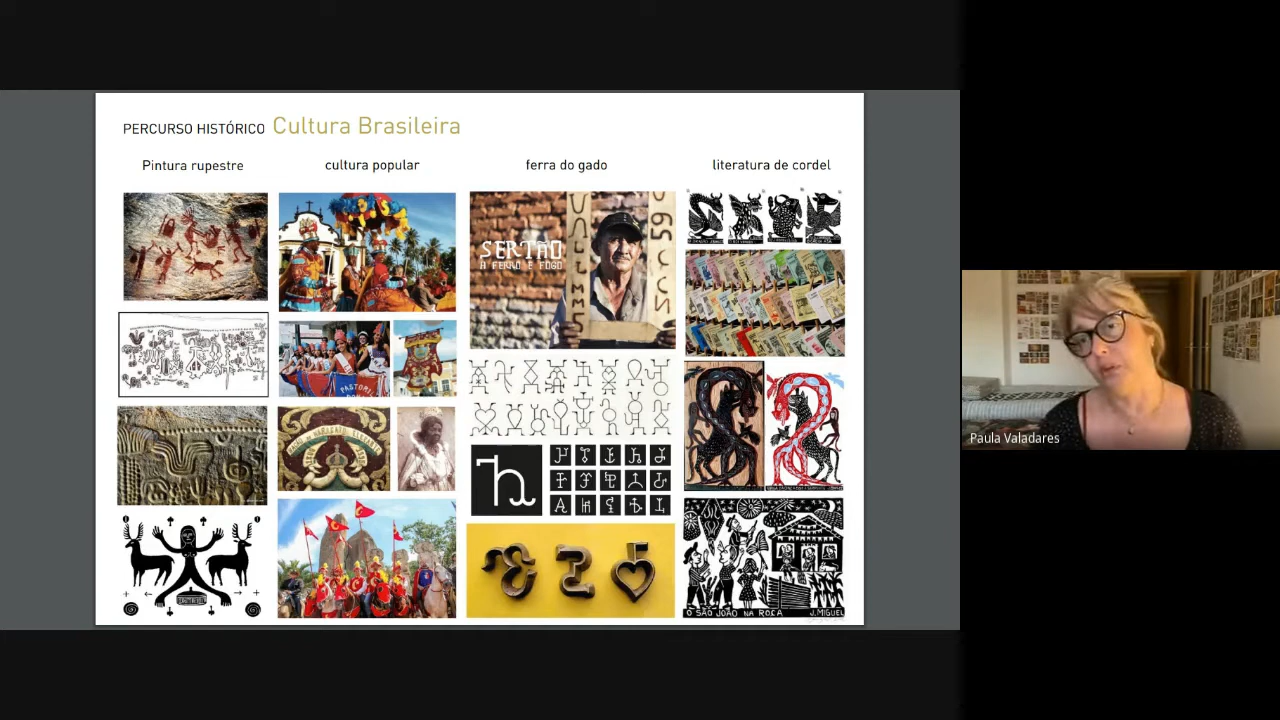 PERCURSO HISTÓRICO Cultura Brasileira
Pintura rupestre
cultura popular
ferra do gado
literatura de cordel
SERTÃO
A FERRO E FOGO
PASTORI
O SÃO JOÃO NA ROÇA J. MIGUEL
Paula Valadares